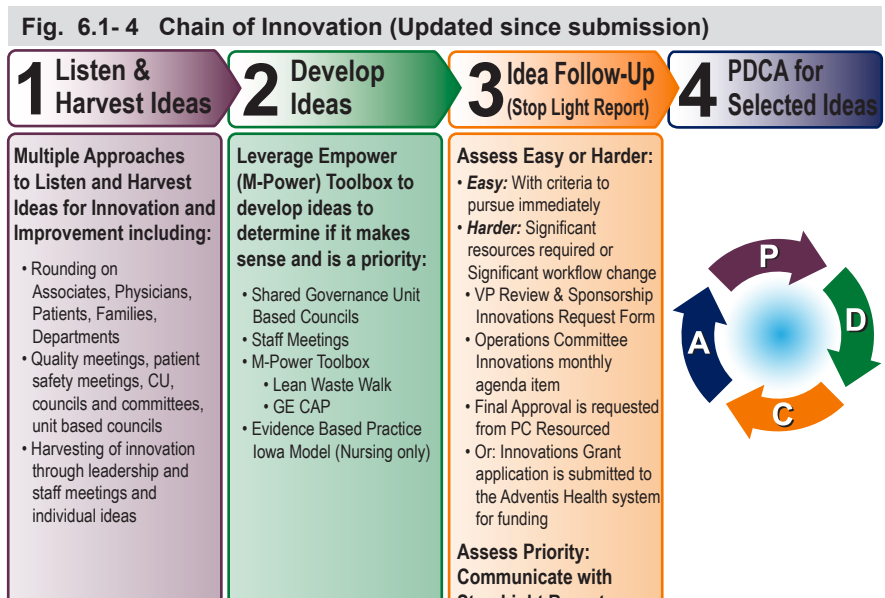 Fig. 6.1- 4 Chain of Innovation (Updated since submission)
1 Listen &
Harvest Ideas
2 Develop
Ideas
3 Idea Follow-Up
(Stop Light Report)
4 PDCA for
Selected Ideas
Multiple Approaches
to Listen and Harvest
Ideas for Innovation and
Improvement including:
• Rounding on
Associates, Physicians,
Patients, Families,
Departments
• Quality meetings, patient
safety meetings, CU,
councils and committees,
unit based councils
• Harvesting of innovation
through leadership and
staff meetings and
individual ideas
Leverage Empower
(M-Power) Toolbox to
develop ideas to
determine if it makes
sense and is a priority:
• Shared Governance Unit
Based Councils
• Staff Meetings
• M-Power Toolbox
• Lean Waste Walk
• GE CAP
• Evidence Based Practice
Iowa Model (Nursing only)
Assess Easy or Harder:
• Easy: With criteria to
pursue immediately
• Harder: Significant
resources required or
Significant workflow change
• VP Review & Sponsorship
Innovations Request Form
• Operations Committee
Innovations monthly
agenda item
• Final Approval is requested
from PC Resourced
• Or: Innovations Grant
application is submitted to
the Adventis Health system
for funding
Assess Priority:
Communicate with
P
D
C
A